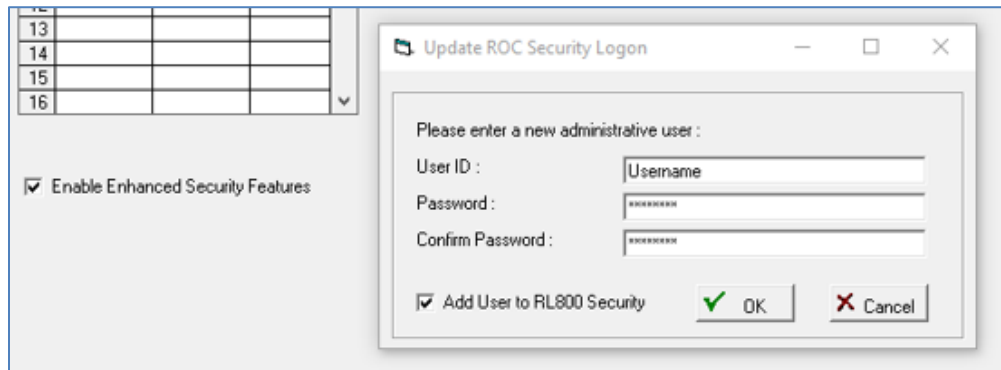 13
14
15
16
Enable Enhanced Security Features
Update ROC Security Logon
Please enter a new administrative user :
User ID :
Username
Password :
********
Confirm Password :
********
Add User to RL800 Security
OK
Cancel